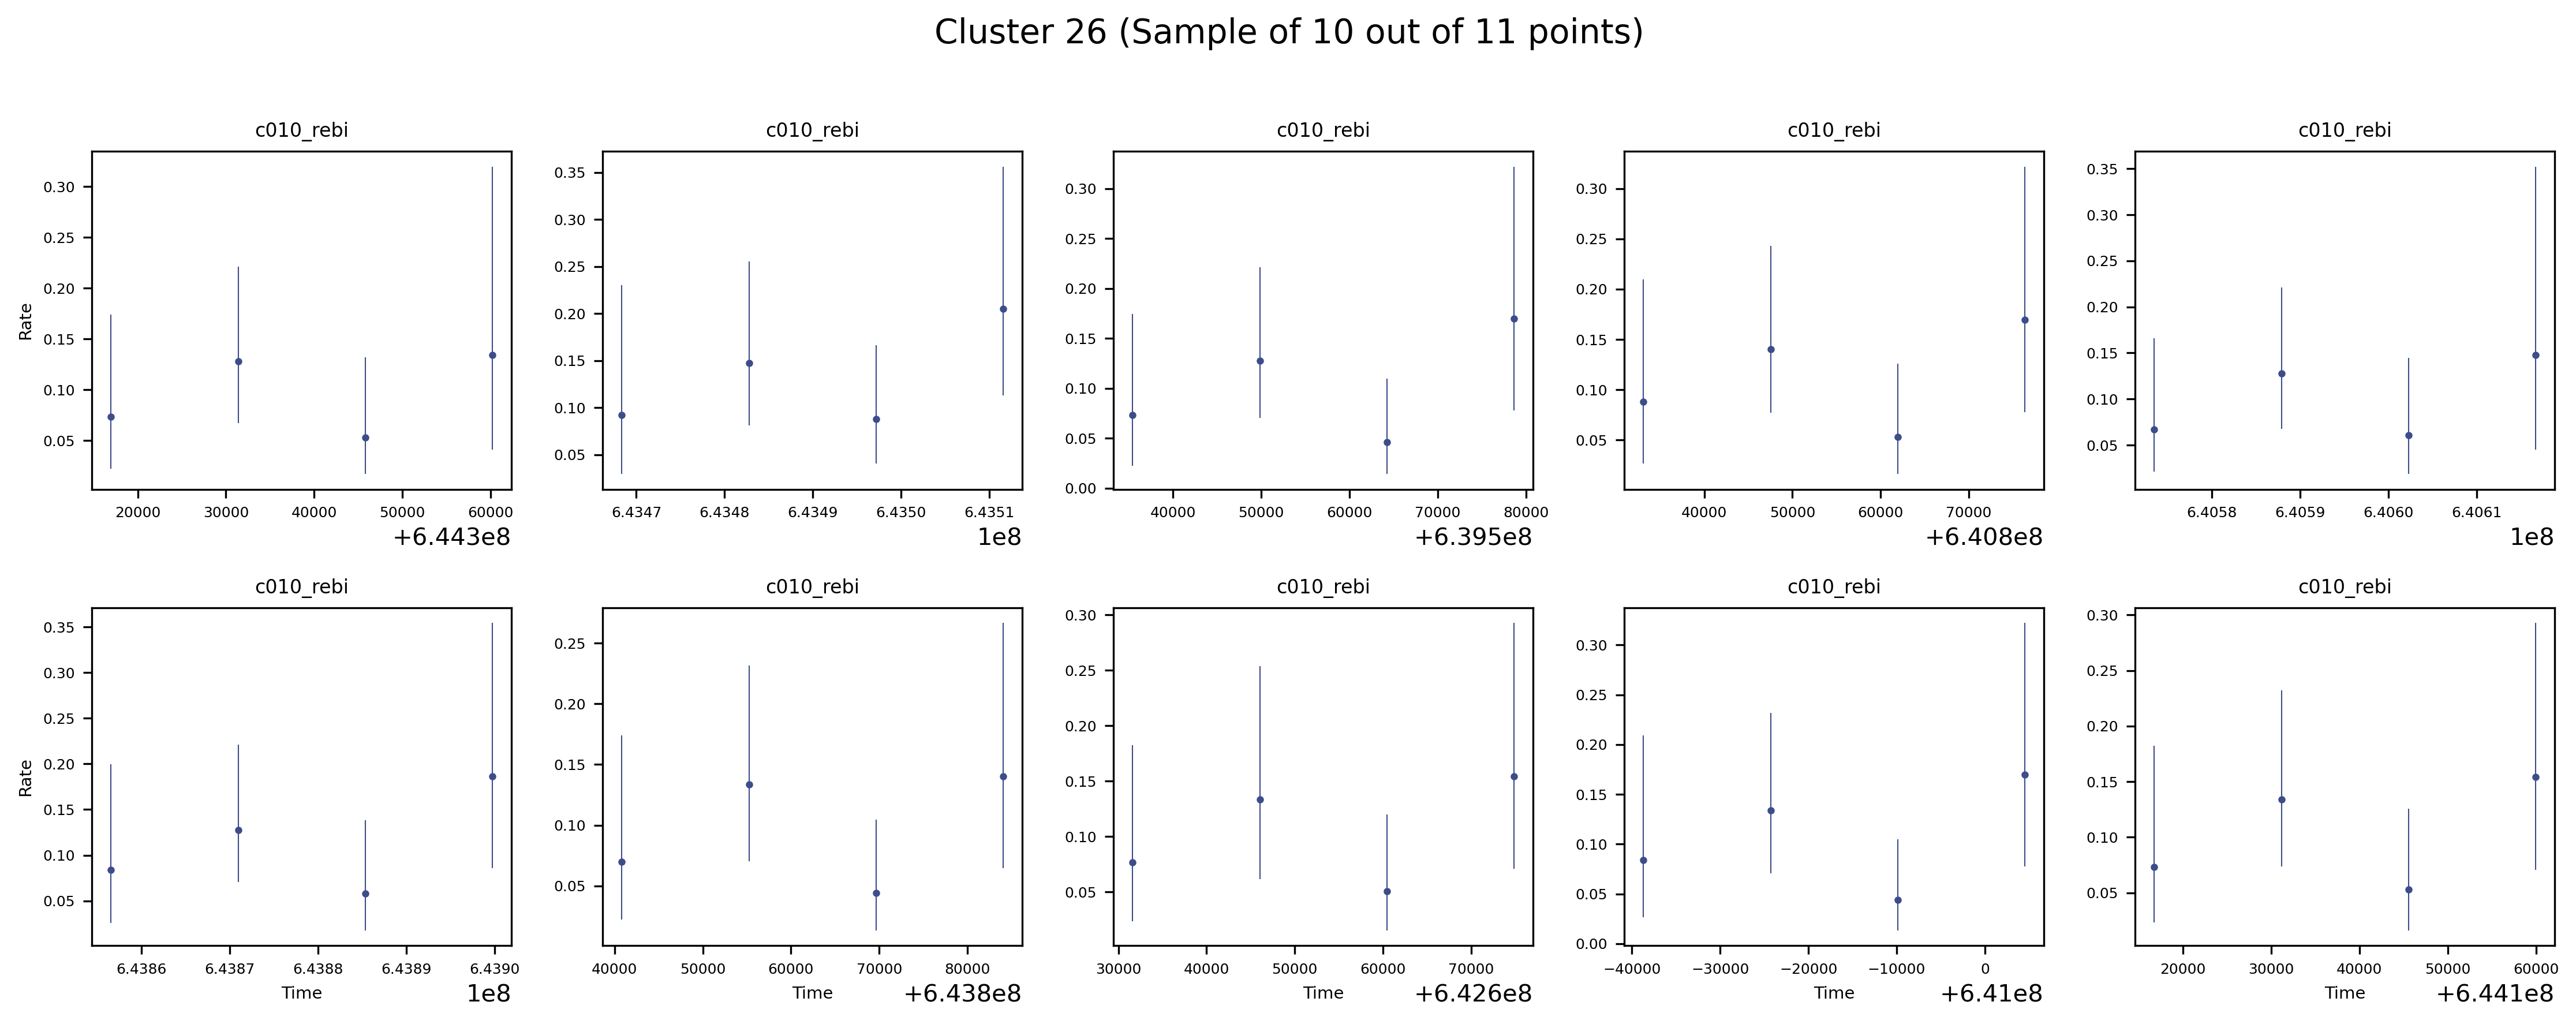 Cluster 26 (Sample of 10 out of 11 points)
c010_rebi c010_rebi c010_rebi c010_rebi c010_rebi
Rate
0.30
0.25
0.20
0.15
0.10
0.05
20000 30000 40000 50000 60000
+6.443e8
0.35
0.30
0.25
0.20
0.15
0.10
0.05
6.4347 6.4348 6.4349 6.4350 6.4351
1e8
0.30
0.25
0.20
0.15
0.10
0.05
0.00
40000 50000 60000 70000 80000
+6.395e8
0.30
0.25
0.20
0.15
0.10
0.05
40000 50000 60000 70000
+6.408e8
0.35
0.30
0.25
0.20
0.15
0.10
0.05
6.4058 6.4059 6.4060 6.4061
1e8
c010_rebi c010_rebi c010_rebi c010_rebi c010_rebi
Rate
0.35
0.30
0.25
0.20
0.15
0.10
0.05
6.4386 6.4387 6.4388 6.4389 6.4390
Time 1e8
0.25
0.20
0.15
0.10
0.05
40000 50000 60000 70000 80000
Time +6.438e8
0.30
0.25
0.20
0.15
0.10
0.05
30000 40000 50000 60000 70000
Time +6.426e8
0.30
0.25
0.20
0.15
0.10
0.05
0.00
−40000 −30000 −20000 −10000 0
Time +6.41e8
0.30
0.25
0.20
0.15
0.10
0.05
20000 30000 40000 50000 60000
Time +6.441e8